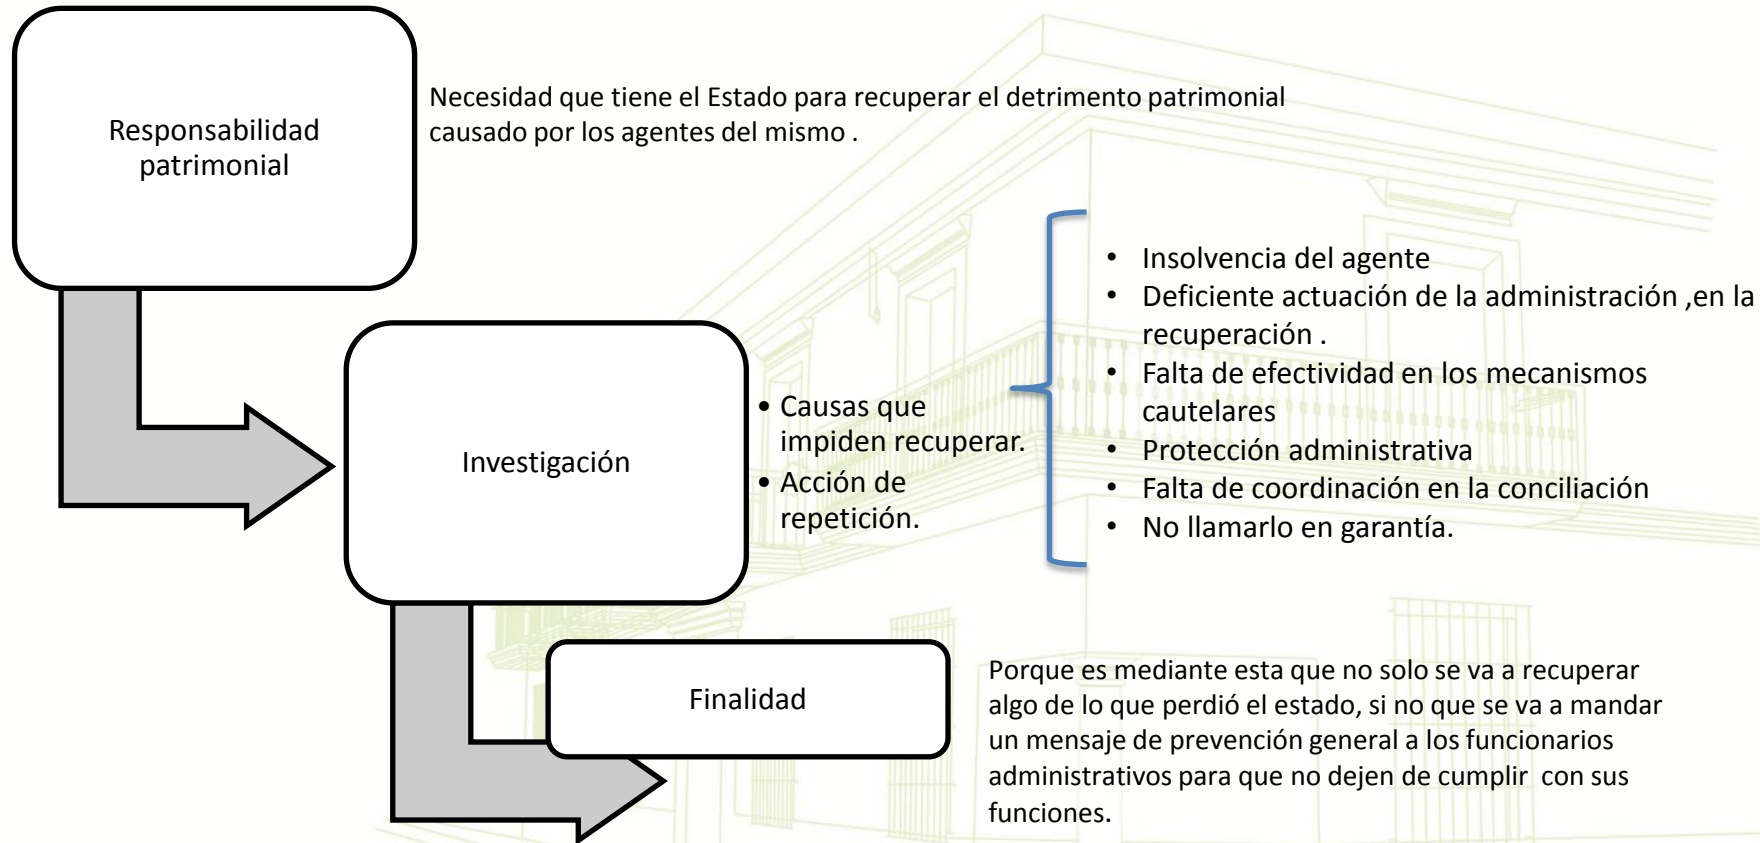 Responsabilidad
patrimonial
Necesidad que tiene el Estado para recuperar el detrimento patrimonial
causado por los agentes del mismo .
Investigación
• Causas que
impiden recuperar.
• Acción de
repetición.
• Insolvencia del agente
• Deficiente actuación de la administración ,en la
recuperación .
• Falta de efectividad en los mecanismos
cautelares
• Protección administrativa
• Falta de coordinación en la conciliación
• No llamarlo en garantía.
Finalidad
Porque es mediante esta que no solo se va a recuperar
algo de lo que perdió el estado, si no que se va a mandar
un mensaje de prevención general a los funcionarios
administrativos para que no dejen de cumplir con sus
funciones.